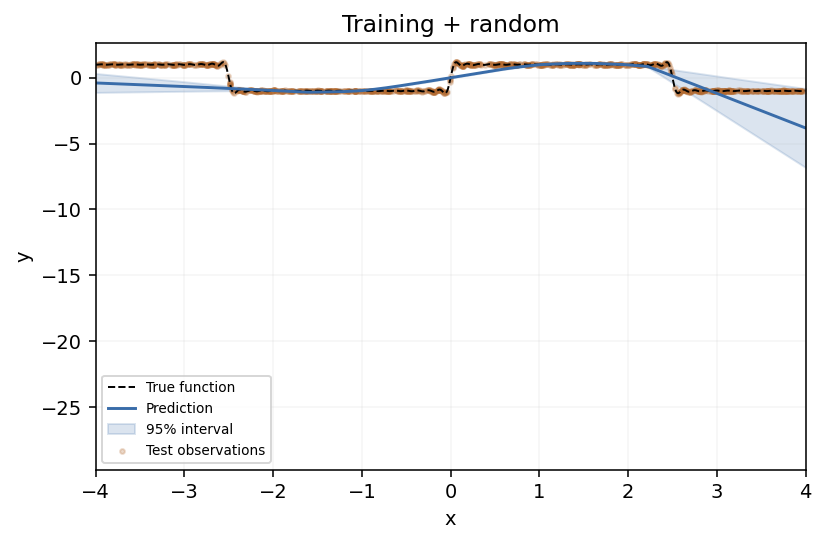 Training + random
0
−5
−10
−15
−20
−25
y
True function
Prediction
95% interval
Test observations
−4 −3 −2 −1 0 1 2 3 4
x